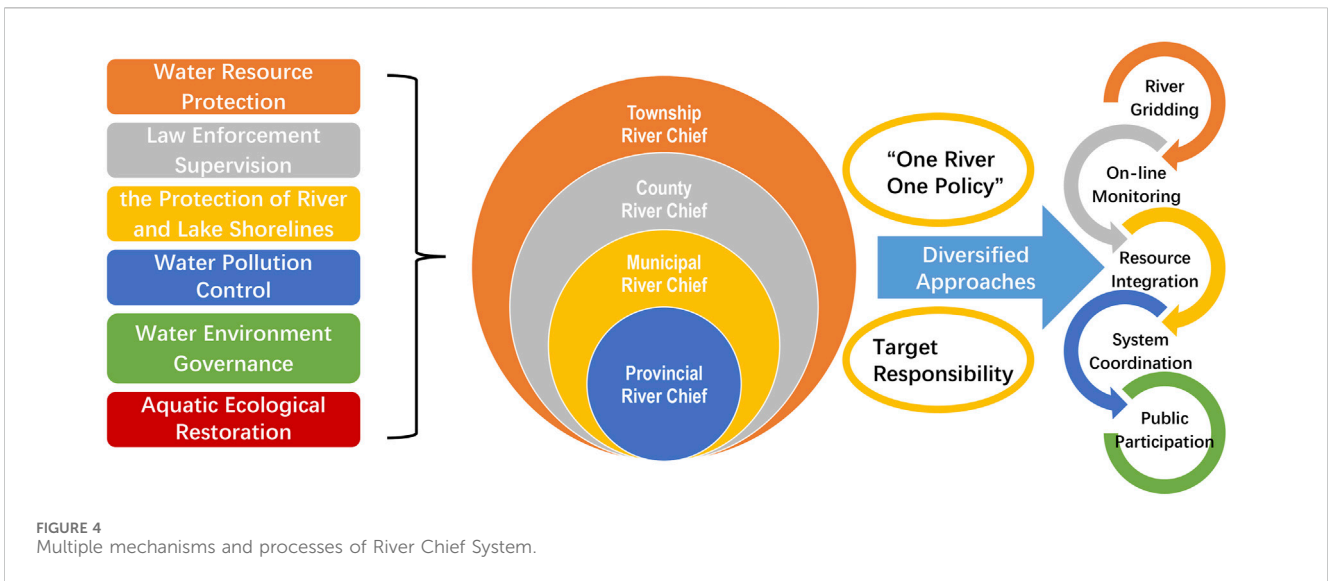 Water Resource
Protection
Law Enforcement
Supervision
the Protection of River
and Lake Shorelines
Water Pollution
Control
Water Environment
Governance
Aquatic Ecological
Restoration
Township
River Chief
County
River Chief
Municipal
River Chief
Provincial
River Chief
“One River
One Policy”
Diversified
Approaches
Target
Responsibility
River
Gridding
On-line
Monitoring
Resource
Integration
System
Coordination
Public
Participation
FIGURE 4
Multiple mechanisms and processes of River Chief System.